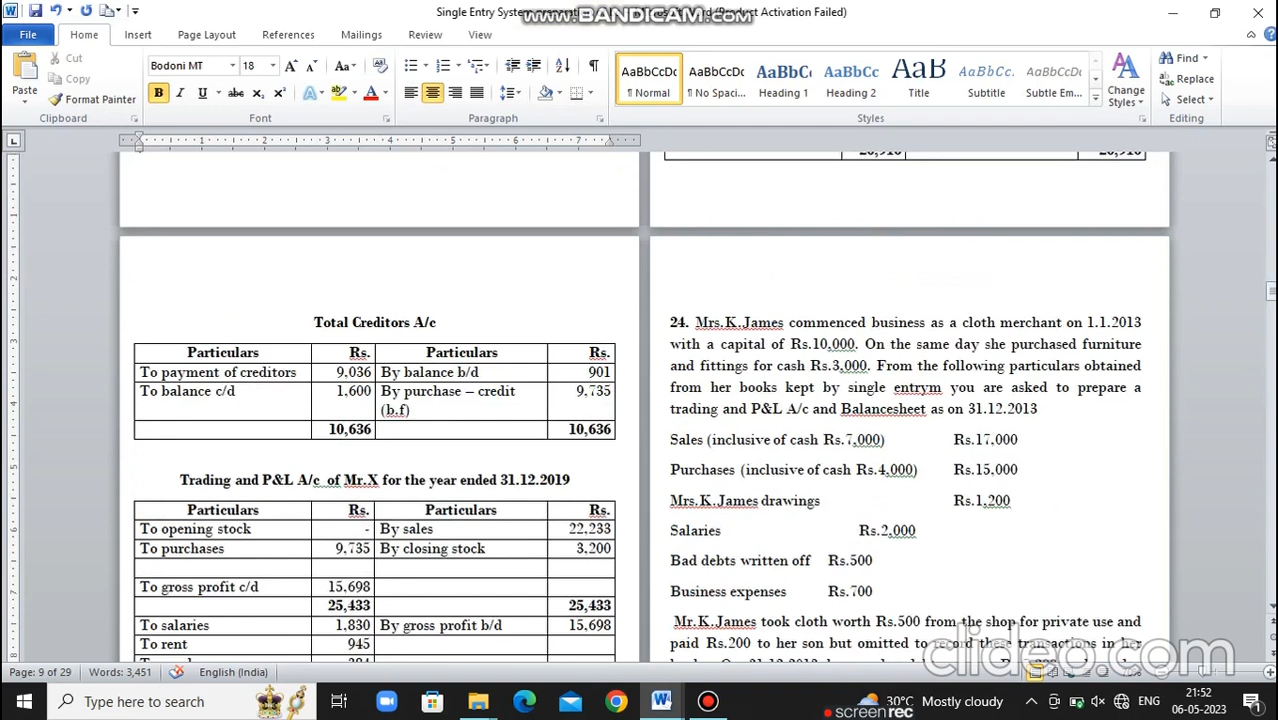 Single Entry System
(Product Activation Failed)
www.BANDICAM.com
File Home Insert Page Layout References Mailings Review View
Paste
Cut
Copy
Format Painter
Clipboard
Bodoni MT 18
Font
Paragraph
AaBbCcDc AaBbCcDc AaBbC AaBbCc AaB AaBbCcD AaBbCcDc
¶ Normal ¶ No Spaci... Heading 1 Heading 2 Title Subtitle Subtle Em...
Change
Styles
Styles
Find
Replace
Select
Editing
Total Creditors A/c
Particulars Rs. Particulars Rs.
To payment of creditors 9,036 By balance b/d 901
To balance c/d 1,600 By purchase – credit 9,735
(b.f)
10,636 10,636
Trading and P&L A/c of Mr.X for the year ended 31.12.2019
Particulars Rs. Particulars Rs.
To opening stock - By sales 22,233
To purchases 9,735 By closing stock 3,200
To gross profit c/d 15,698
25,433 25,433
To salaries 1,830 By gross profit b/d 15,698
To rent 945
24. Mrs.K.James commenced business as a cloth merchant on 1.1.2013
with a capital of Rs.10,000. On the same day she purchased furniture
and fittings for cash Rs.3,000. From the following particulars obtained
from her books kept by single entrym you are asked to prepare a
trading and P&L A/c and Balancesheet as on 31.12.2013
Sales (inclusive of cash Rs.7,000) Rs.17,000
Purchases (inclusive of cash Rs.4,000) Rs.15,000
Mrs.K.James drawings Rs.1,200
Salaries Rs.2,000
Bad debts written off Rs.500
Business expenses Rs.700
Mr.K.James took cloth worth Rs.500 from the shop for private use and
paid Rs.200 to her son but omitted to record these transactions in her
clideo.com
Page: 9 of 29 Words: 3,451 English (India)
Type here to search
30°C Mostly cloudy
ENG
21:52
06-05-2023
screen rec